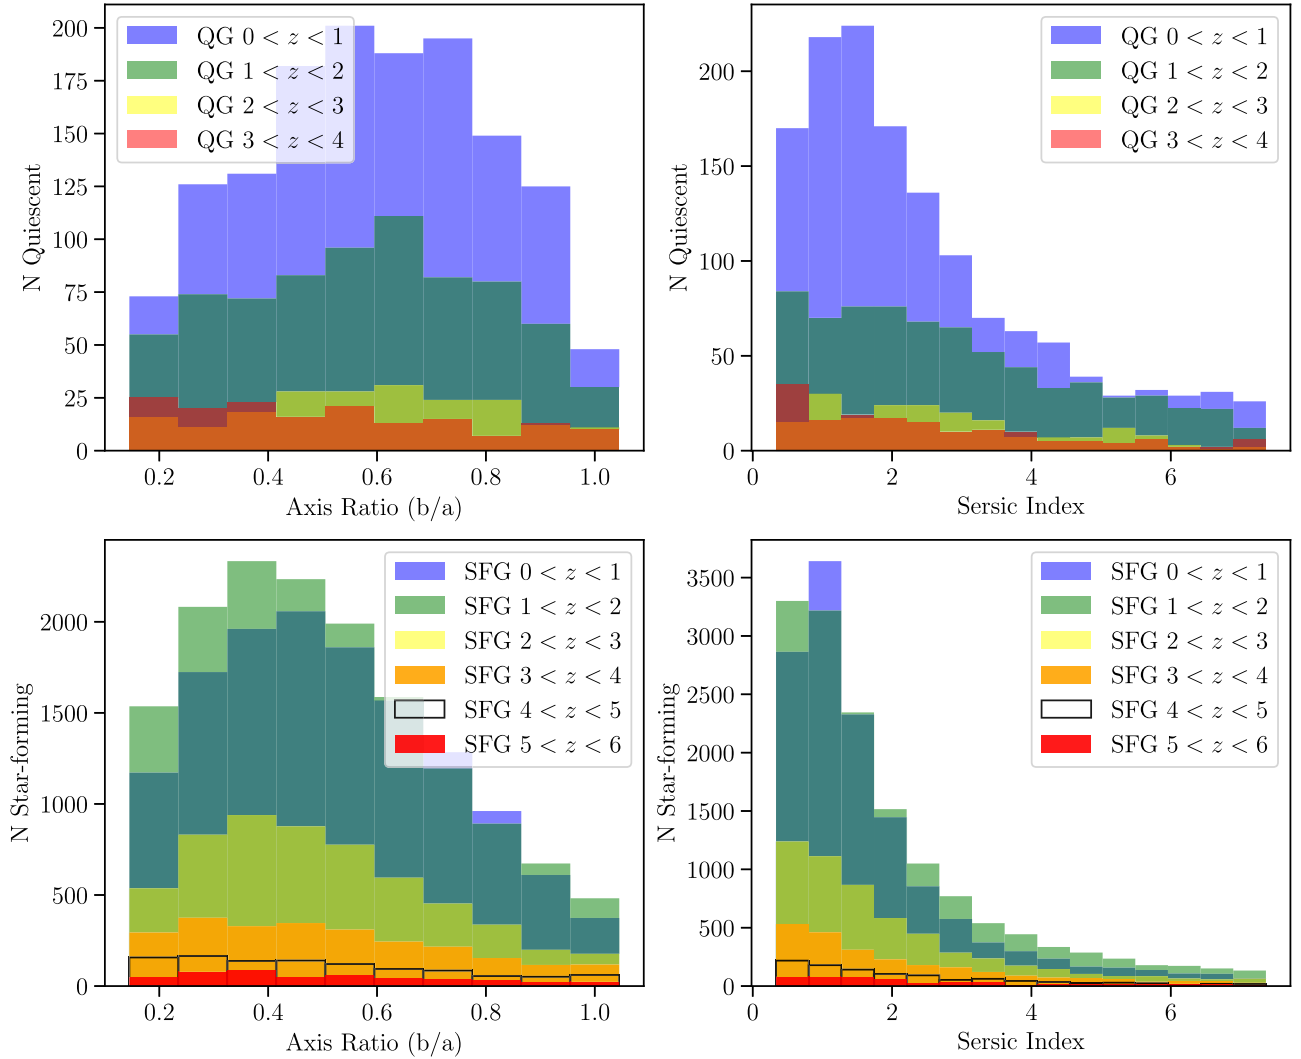 N Quiescent
200
175
150
125
100
75
50
25
0
QG 0 < z < 1
QG 1 < z < 2
QG 2 < z < 3
QG 3 < z < 4
0.2 0.4 0.6 0.8 1.0
Axis Ratio (b/a)
N Quiescent
200
150
100
50
0
QG 0 < z < 1
QG 1 < z < 2
QG 2 < z < 3
QG 3 < z < 4
0 2 4 6
Sersic Index
N Star-forming
2000
1500
1000
500
0
SFG 0 < z < 1
SFG 1 < z < 2
SFG 2 < z < 3
SFG 3 < z < 4
SFG 4 < z < 5
SFG 5 < z < 6
0.2 0.4 0.6 0.8 1.0
Axis Ratio (b/a)
N Star-forming
3500
3000
2500
2000
1500
1000
500
0
SFG 0 < z < 1
SFG 1 < z < 2
SFG 2 < z < 3
SFG 3 < z < 4
SFG 4 < z < 5
SFG 5 < z < 6
0 2 4 6
Sersic Index